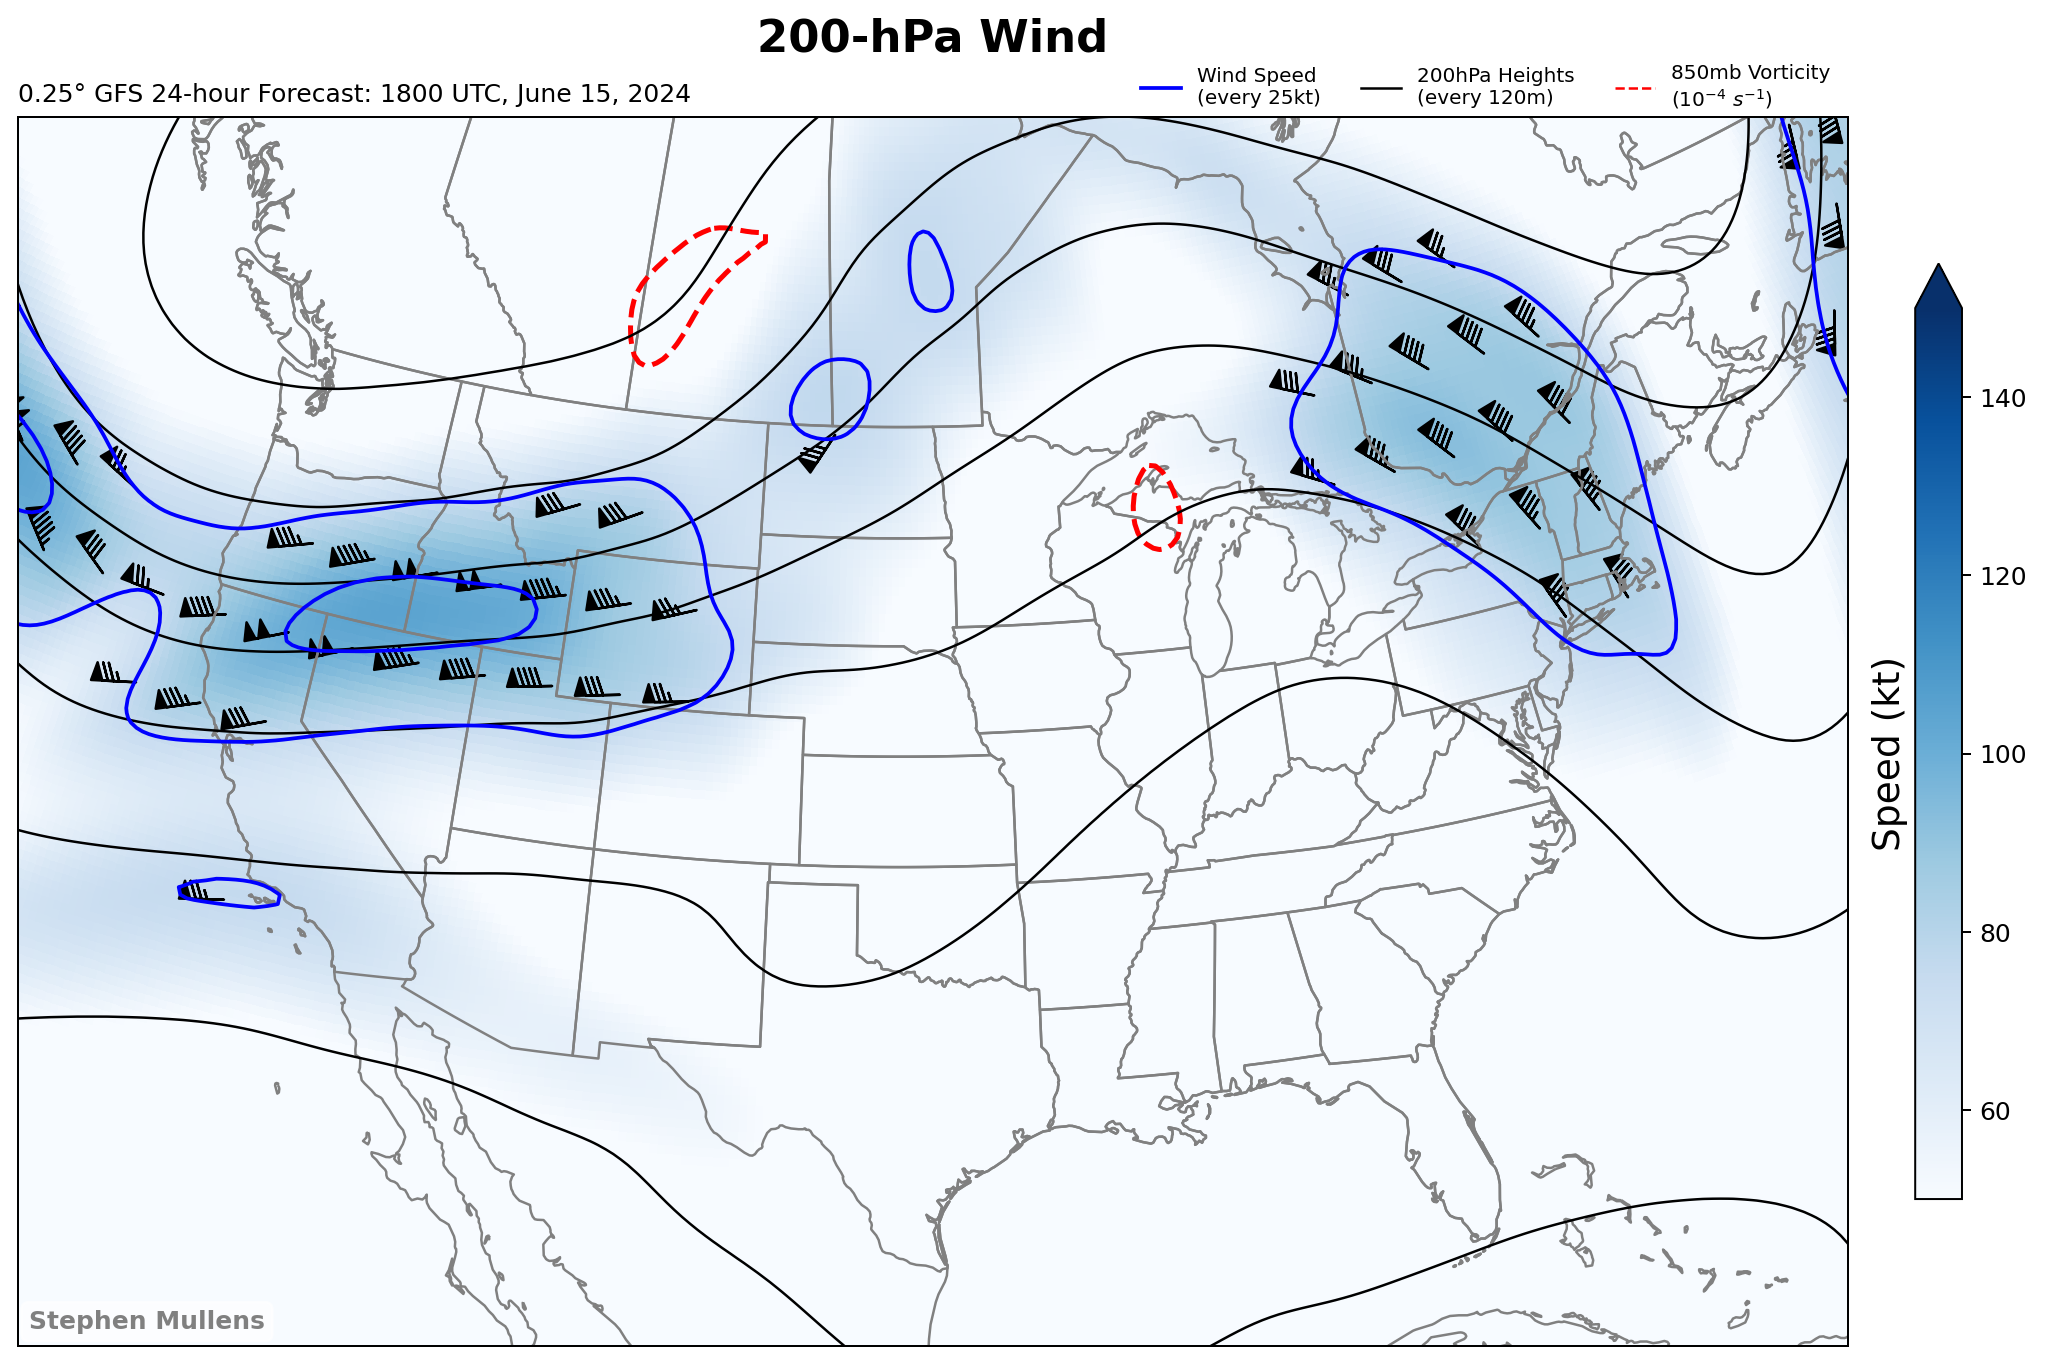 200-hPa Wind
0.25° GFS 24-hour Forecast: 1800 UTC, June 15, 2024
Wind Speed
(every 25kt)
200hPa Heights
(every 120m)
850mb Vorticity
(10⁻⁴ s⁻¹)
140
120
100
80
60
Speed (kt)
Stephen Mullens